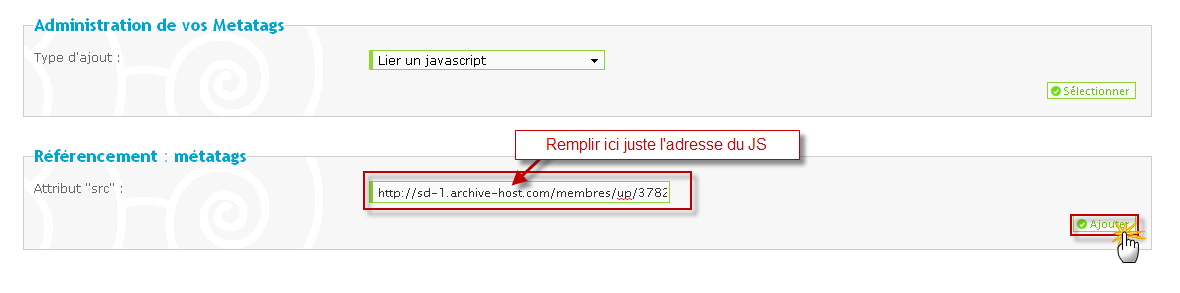 Administration de vos Metatags
Type d'ajout :
Lier un javascript
Sélectionner
Remplir ici juste l'adresse du JS
Référencement : métatags
Attribut "src" :
http://sd-1.archive-host.com/membres/up/3782
Ajouter